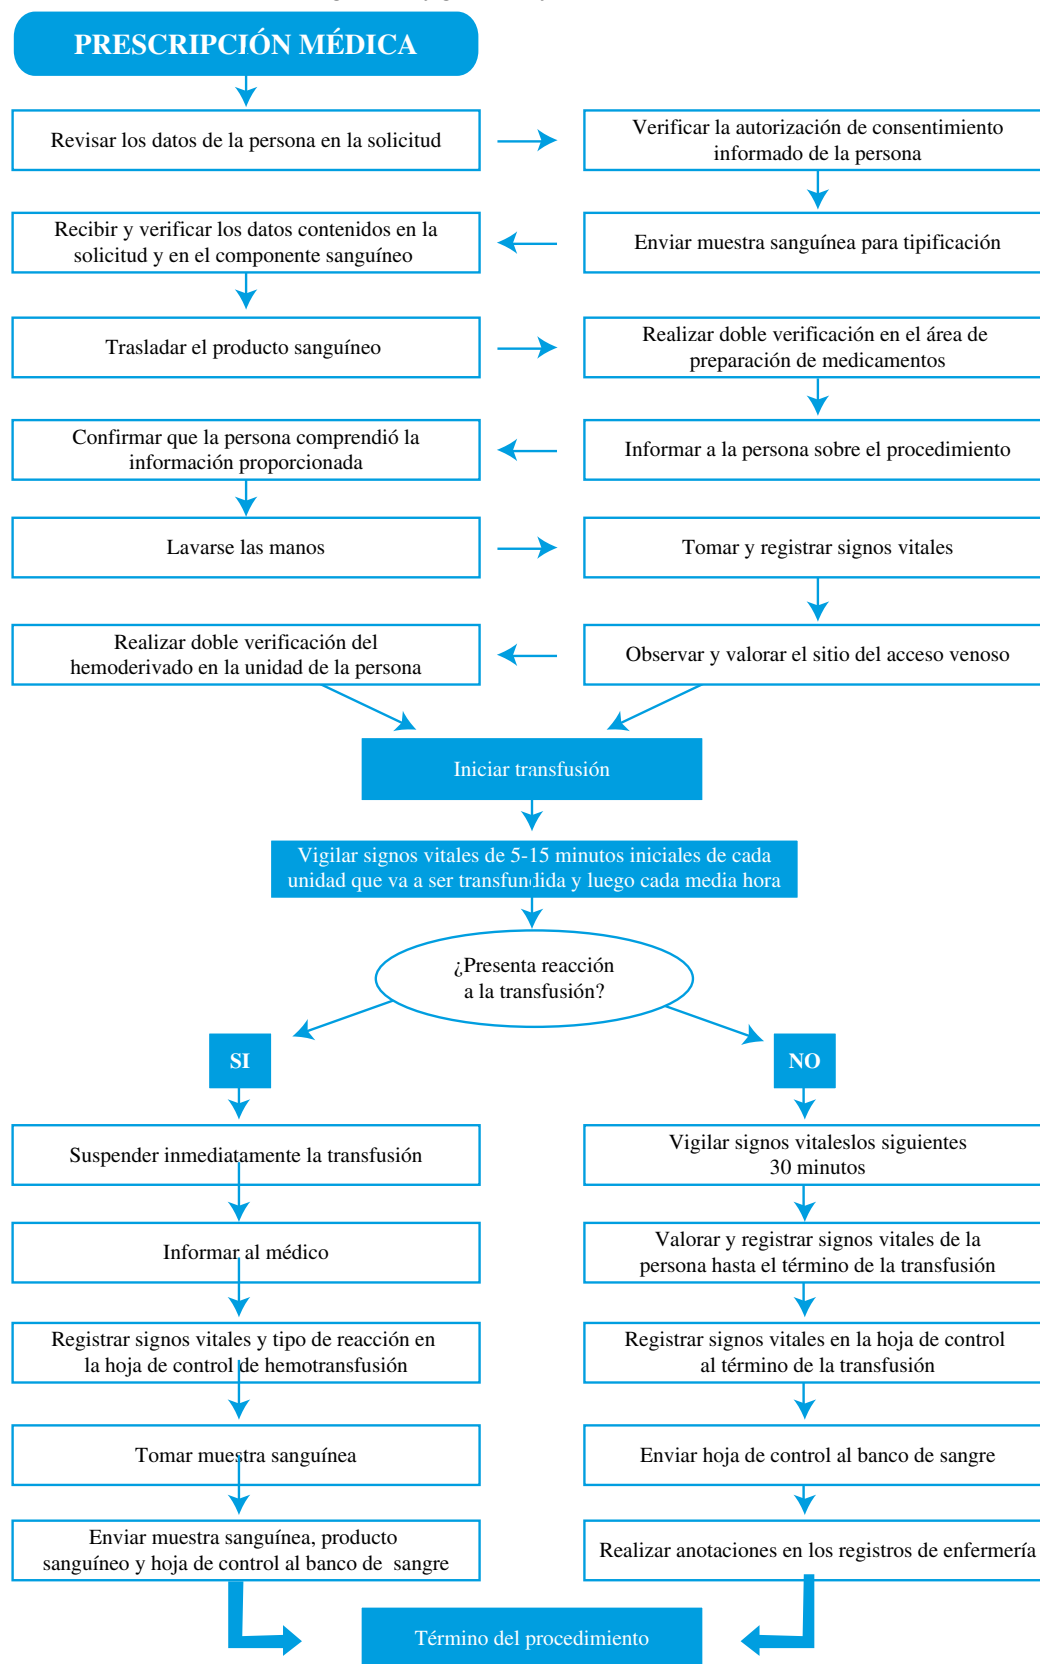 PRESCRIPCIÓN MÉDICA
Revisar los datos de la persona en la solicitud
Verificar la autorización de consentimiento
informado de la persona
Recibir y verificar los datos contenidos en la
solicitud y en el componente sanguíneo
Enviar muestra sanguínea para tipificación
Trasladar el producto sanguíneo
Realizar doble verificación en el área de
preparación de medicamentos
Confirmar que la persona comprendió la
información proporcionada
Informar a la persona sobre el procedimiento
Lavarse las manos
Tomar y registrar signos vitales
Realizar doble verificación del
hemoderivado en la unidad de la persona
Observar y valorar el sitio del acceso venoso
Iniciar transfusión
Vigilar signos vitales de 5-15 minutos iniciales de cada
unidad que va a ser transfundida y luego cada media hora
¿Presenta reacción
a la transfusión?
SI
NO
Suspender inmediatamente la transfusión
Vigilar signos vitaleslos siguientes
30 minutos
Informar al médico
Valorar y registrar signos vitales de la
persona hasta el término de la transfusión
Registrar signos vitales y tipo de reacción en
la hoja de control de hemotransfusión
Registrar signos vitales en la hoja de control
al término de la transfusión
Tomar muestra sanguínea
Enviar hoja de control al banco de sangre
Enviar muestra sanguínea, producto
sanguíneo y hoja de control al banco de sangre
Realizar anotaciones en los registros de enfermería
Término del procedimiento